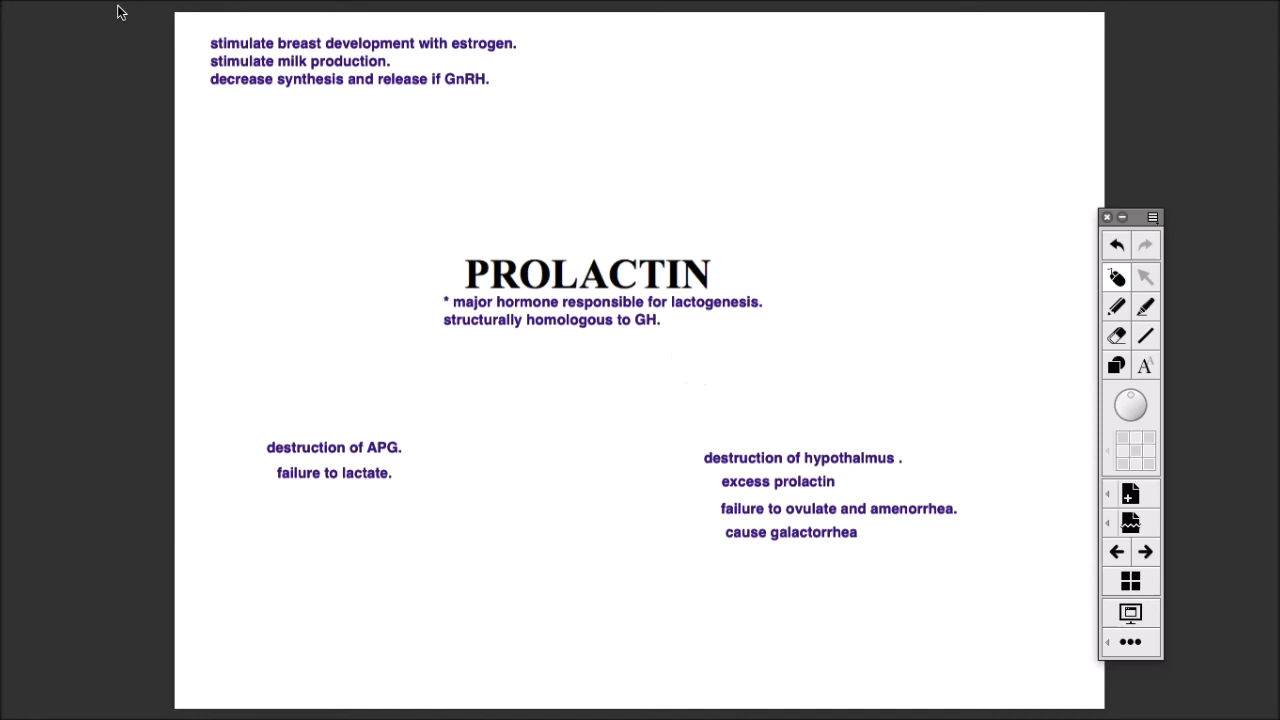 stimulate breast development with estrogen.
stimulate milk production.
decrease synthesis and release if GnRH.
PROLACTIN
* major hormone responsible for lactogenesis.
structurally homologous to GH.
destruction of APG.
failure to lactate.
destruction of hypothalmus .
excess prolactin
failure to ovulate and amenorrhea.
cause galactorrhea